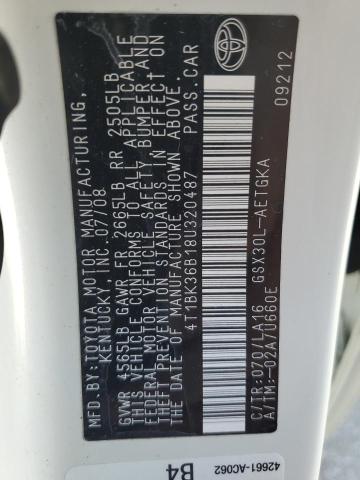 MFD.BY:TOYOTA MOTOR MANUFACTURING,
KENTUCKY, INC. 07/08
GVWR 4565LB GAWR FR 2665LB RR 2505LB
THIS VEHICLE CONFORMS TO ALL APPLICABLE
FEDERAL MOTOR VEHICLE SAFETY, BUMPER, AND
THEFT PREVENTION STANDARDS IN EFFECT ON
THE DATE OF MANUFACTURE SHOWN ABOVE.
4T1BK36B18U320487 PASS.CAR
C/TR:070/LA16 GSX30L-AETGKA
A/TM:-02A/U660E 09212
TOYOTA
42661-AC062
B4